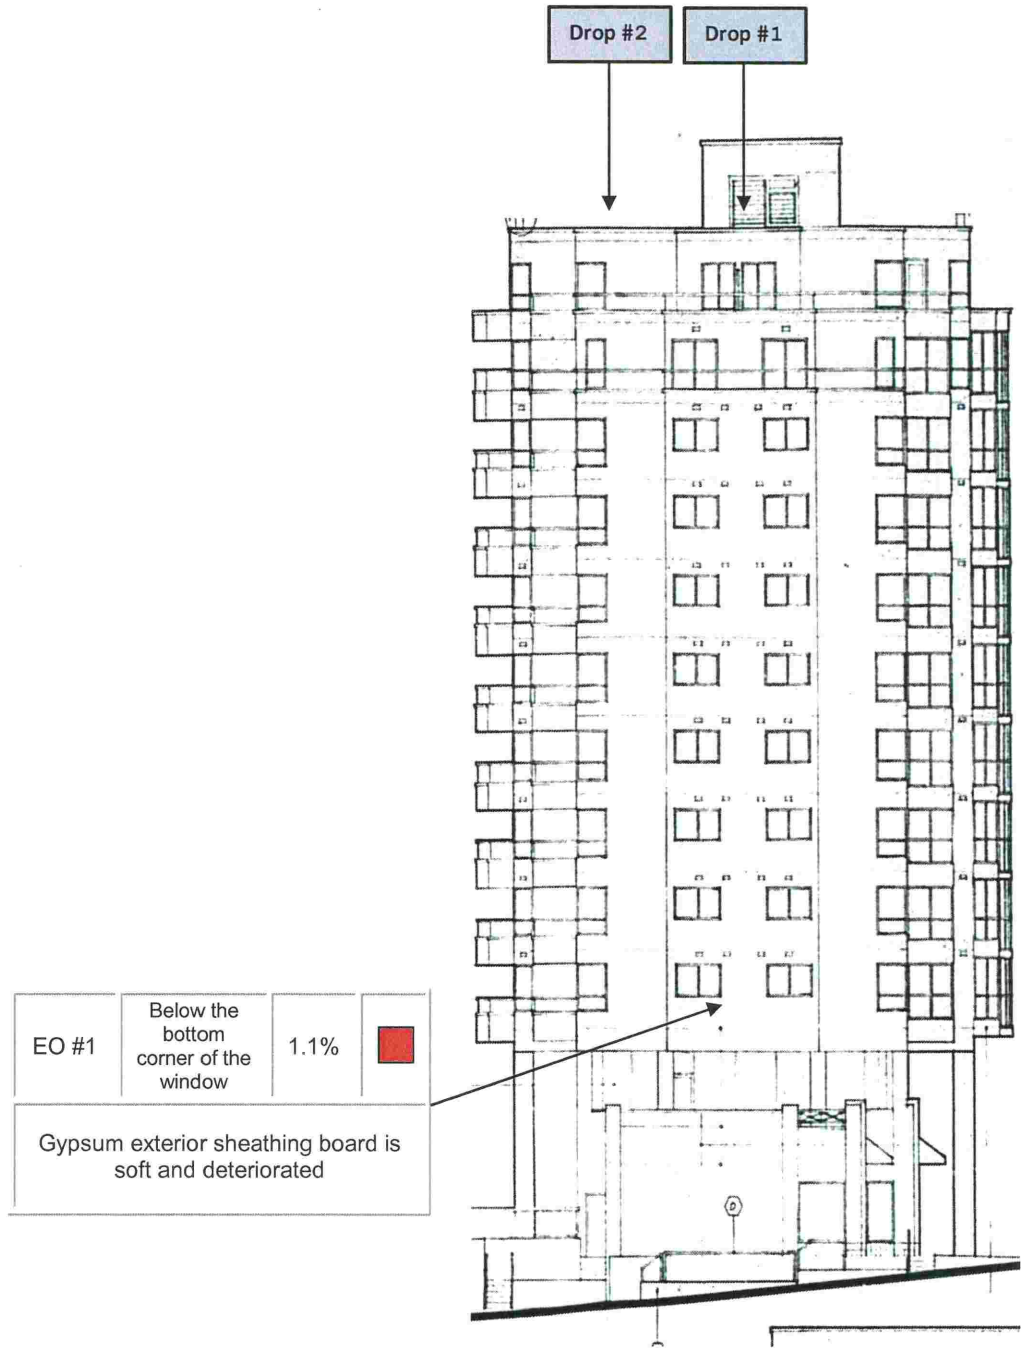 Drop #2
Drop #1
EO #1
Below the
bottom
corner of the
window
1.1%
Gypsum exterior sheathing board is
soft and deteriorated
D